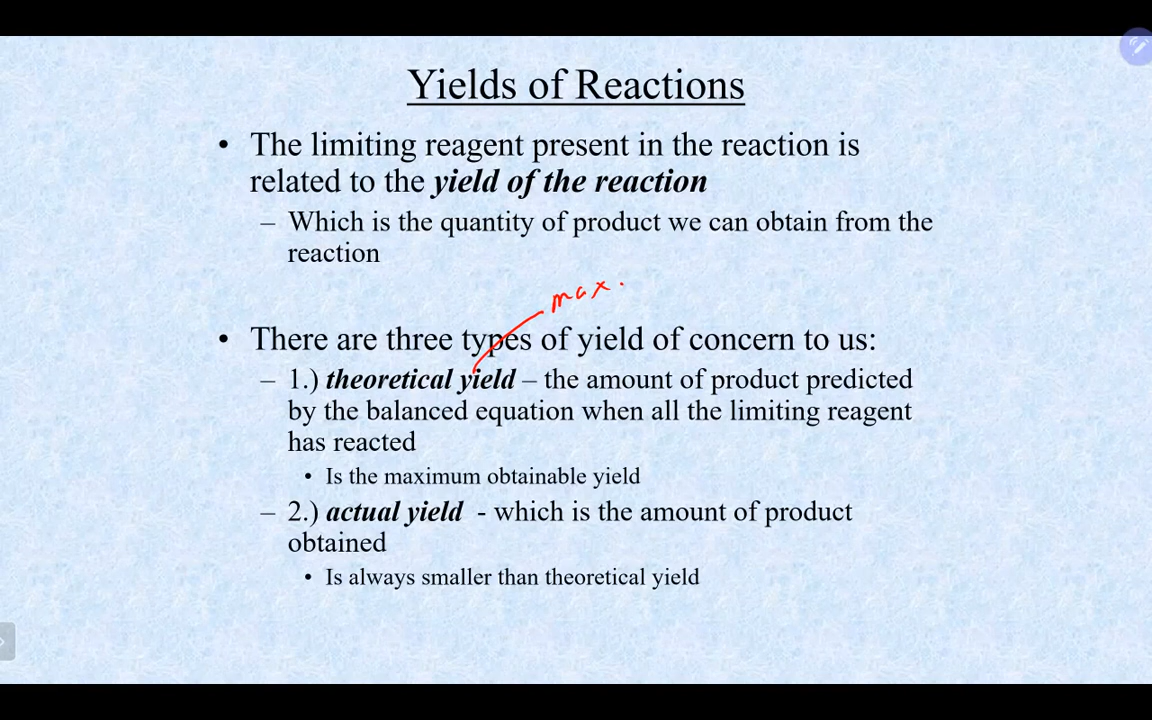 Yields of Reactions
• The limiting reagent present in the reaction is
related to the yield of the reaction
– Which is the quantity of product we can obtain from the
reaction
max.
• There are three types of yield of concern to us:
– 1.) theoretical yield – the amount of product predicted
by the balanced equation when all the limiting reagent
has reacted
• Is the maximum obtainable yield
– 2.) actual yield - which is the amount of product
obtained
• Is always smaller than theoretical yield